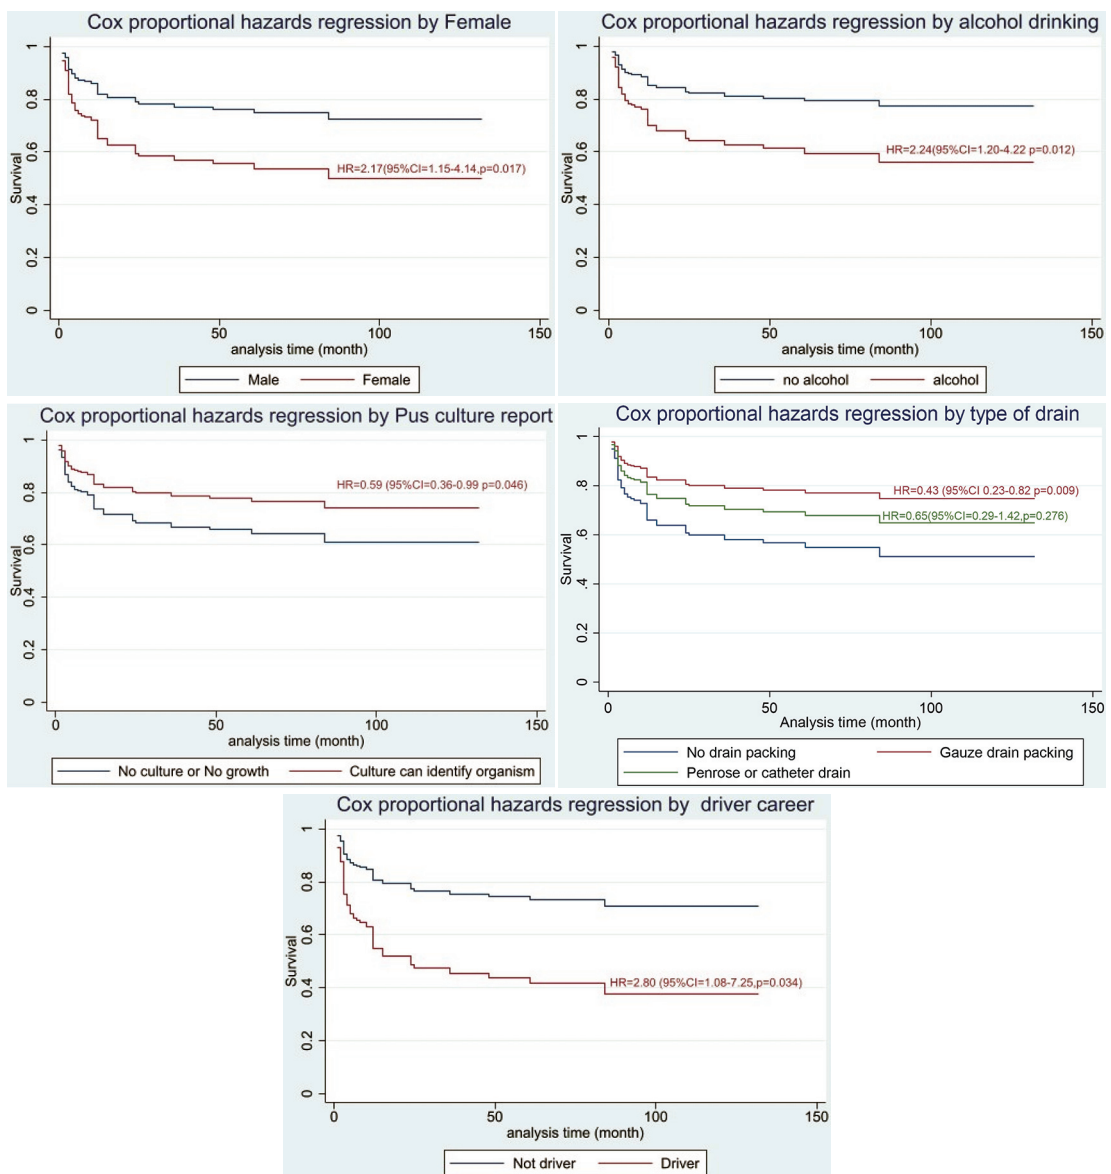 Cox proportional hazards regression by Female
Survival
1
0.8
0.6
0.4
0.2
0
HR=2.17(95%CI=1.15-4.14,p=0.017)
0 50 100 150
analysis time (month)
Male Female
Cox proportional hazards regression by alcohol drinking
Survival
1
0.8
0.6
0.4
0.2
0
HR=2.24(95%CI=1.20-4.22 p=0.012)
0 50 100 150
analysis time (month)
no alcohol alcohol
Cox proportional hazards regression by Pus culture report
Survival
1
0.8
0.6
0.4
0.2
0
HR=0.59 (95%CI=0.36-0.99 p=0.046)
0 50 100 150
analysis time (month)
No culture or No growth Culture can identify organism
Cox proportional hazards regression by type of drain
Survival
1
0.8
.6
0.4
0.2
0
HR=0.43 (95%CI 0.23-0.82 p=0.009)
HR=0.65(95%CI=0.29-1.42,p=0.276)
0 50 100 150
Analysis time (month)
No drain packing Gauze drain packing
Penrose or catheter drain
Cox proportional hazards regression by driver career
Survival
1
0.8
0.6
0.4
0.2
0
HR=2.80 (95%CI=1.08-7.25,p=0.034)
0 50 100 150
analysis time (month)
Not driver Driver